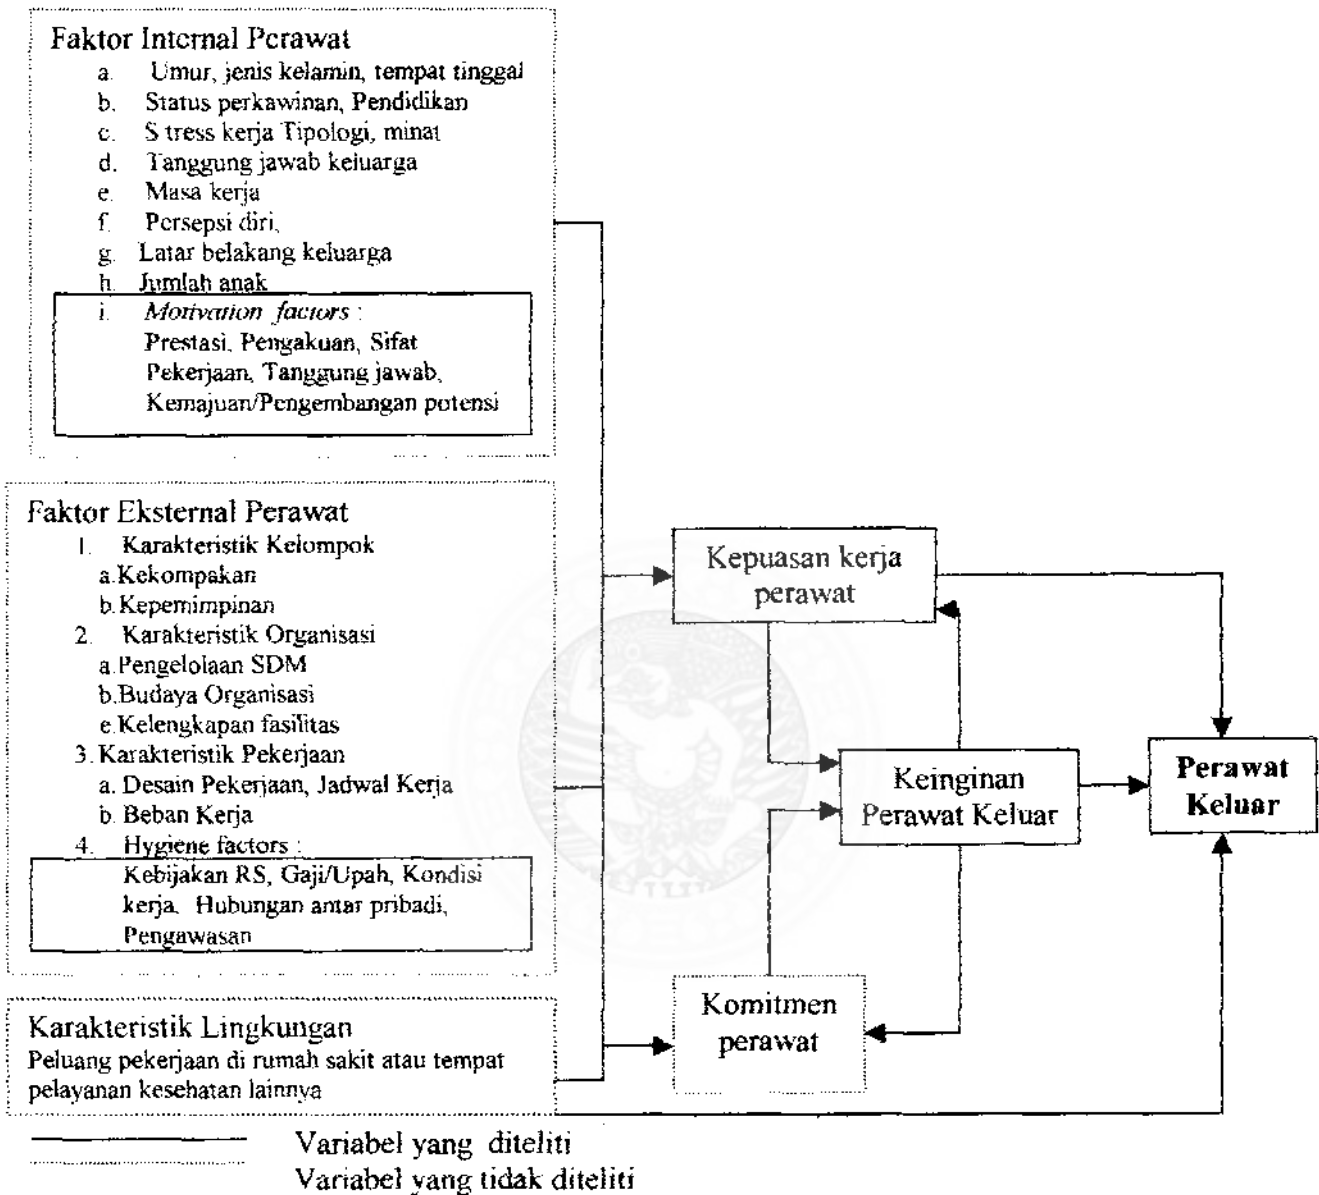 Faktor Internal Perawat
a. Umur, jenis kelamin, tempat tinggal
b. Status perkawinan, Pendidikan
c. S tress kerja Tipologi, minat
d. Tanggung jawab keluarga
e. Masa kerja
f. Persepsi diri,
g. Latar belakang keluarga
h. Jumlah anak
i. Motivation factors :
Prestasi, Pengakuan, Sifat
Pekerjaan, Tanggung jawab,
Kemajuan/Pengembangan potensi
Faktor Eksternal Perawat
1. Karakteristik Kelompok
a.Kekompakan
b.Kepemimpinan
2. Karakteristik Organisasi
a.Pengelolaan SDM
b.Budaya Organisasi
e.Kelengkapan fasilitas
3. Karakteristik Pekerjaan
a. Desain Pekerjaan, Jadwal Kerja
b. Beban Kerja
4. Hygiene factors :
Kebijakan RS, Gaji/Upah, Kondisi
kerja, Hubungan antar pribadi,
Pengawasan
Karakteristik Lingkungan
Peluang pekerjaan di rumah sakit atau tempat
pelayanan kesehatan lainnya
Kepuasan kerja
perawat
Keinginan
Perawat Keluar
Perawat
Keluar
Komitmen
perawat
Variabel yang diteliti
Variabel yang tidak diteliti